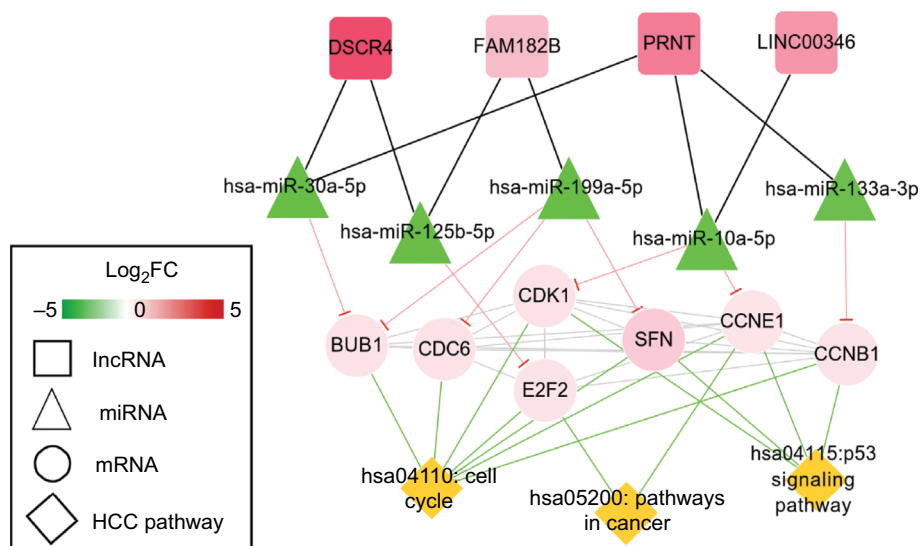 DSCR4
FAM182B
PRNT
LINC00346
hsa-miR-30a-5p
hsa-miR-199a-5p
hsa-miR-133a-3p
hsa-miR-125b-5p
hsa-miR-10a-5p
CDK1
BUB1
CDC6
SFN
CCNE1
CCNB1
E2F2
hsa04110: cell
cycle
hsa05200: pathways
in cancer
hsa04115:p53
signaling
pathway
Log₂FC
–5
0
5
lncRNA
miRNA
mRNA
HCC pathway